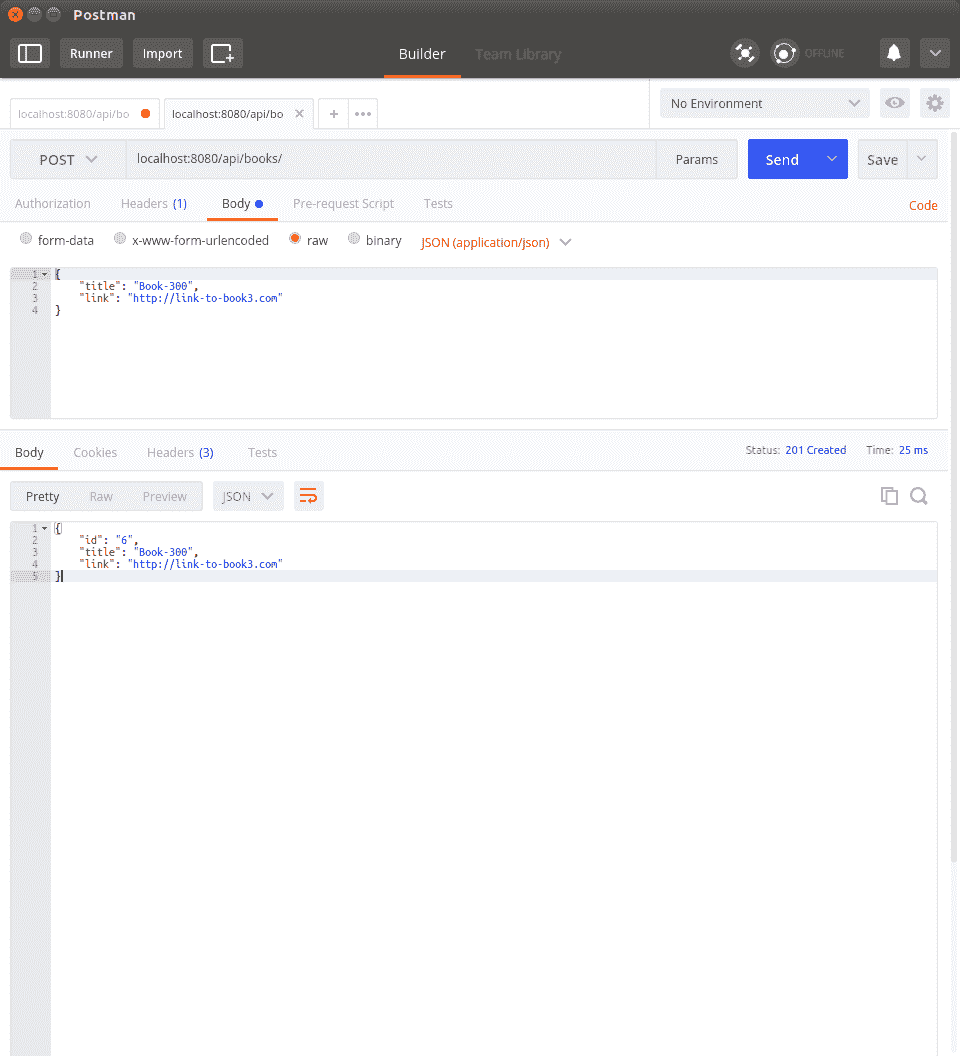 Postman
Runner Import Builder Team Library OFFLINE
localhost:8080/api/bo localhost:8080/api/bo + ••• No Environment
POST localhost:8080/api/books/ Params Send Save
Authorization Headers (1) Body Pre-request Script Tests Code
form-data x-www-form-urlencoded raw binary JSON (application/json)
1 {
2 "title": "Book-300",
3 "link": "http://link-to-book3.com"
4 }
Body Cookies Headers (3) Tests Status: 201 Created Time: 25 ms
Pretty Raw Preview JSON
1 {
2 "id": "6",
3 "title": "Book-300",
4 "link": "http://link-to-book3.com"
5 }